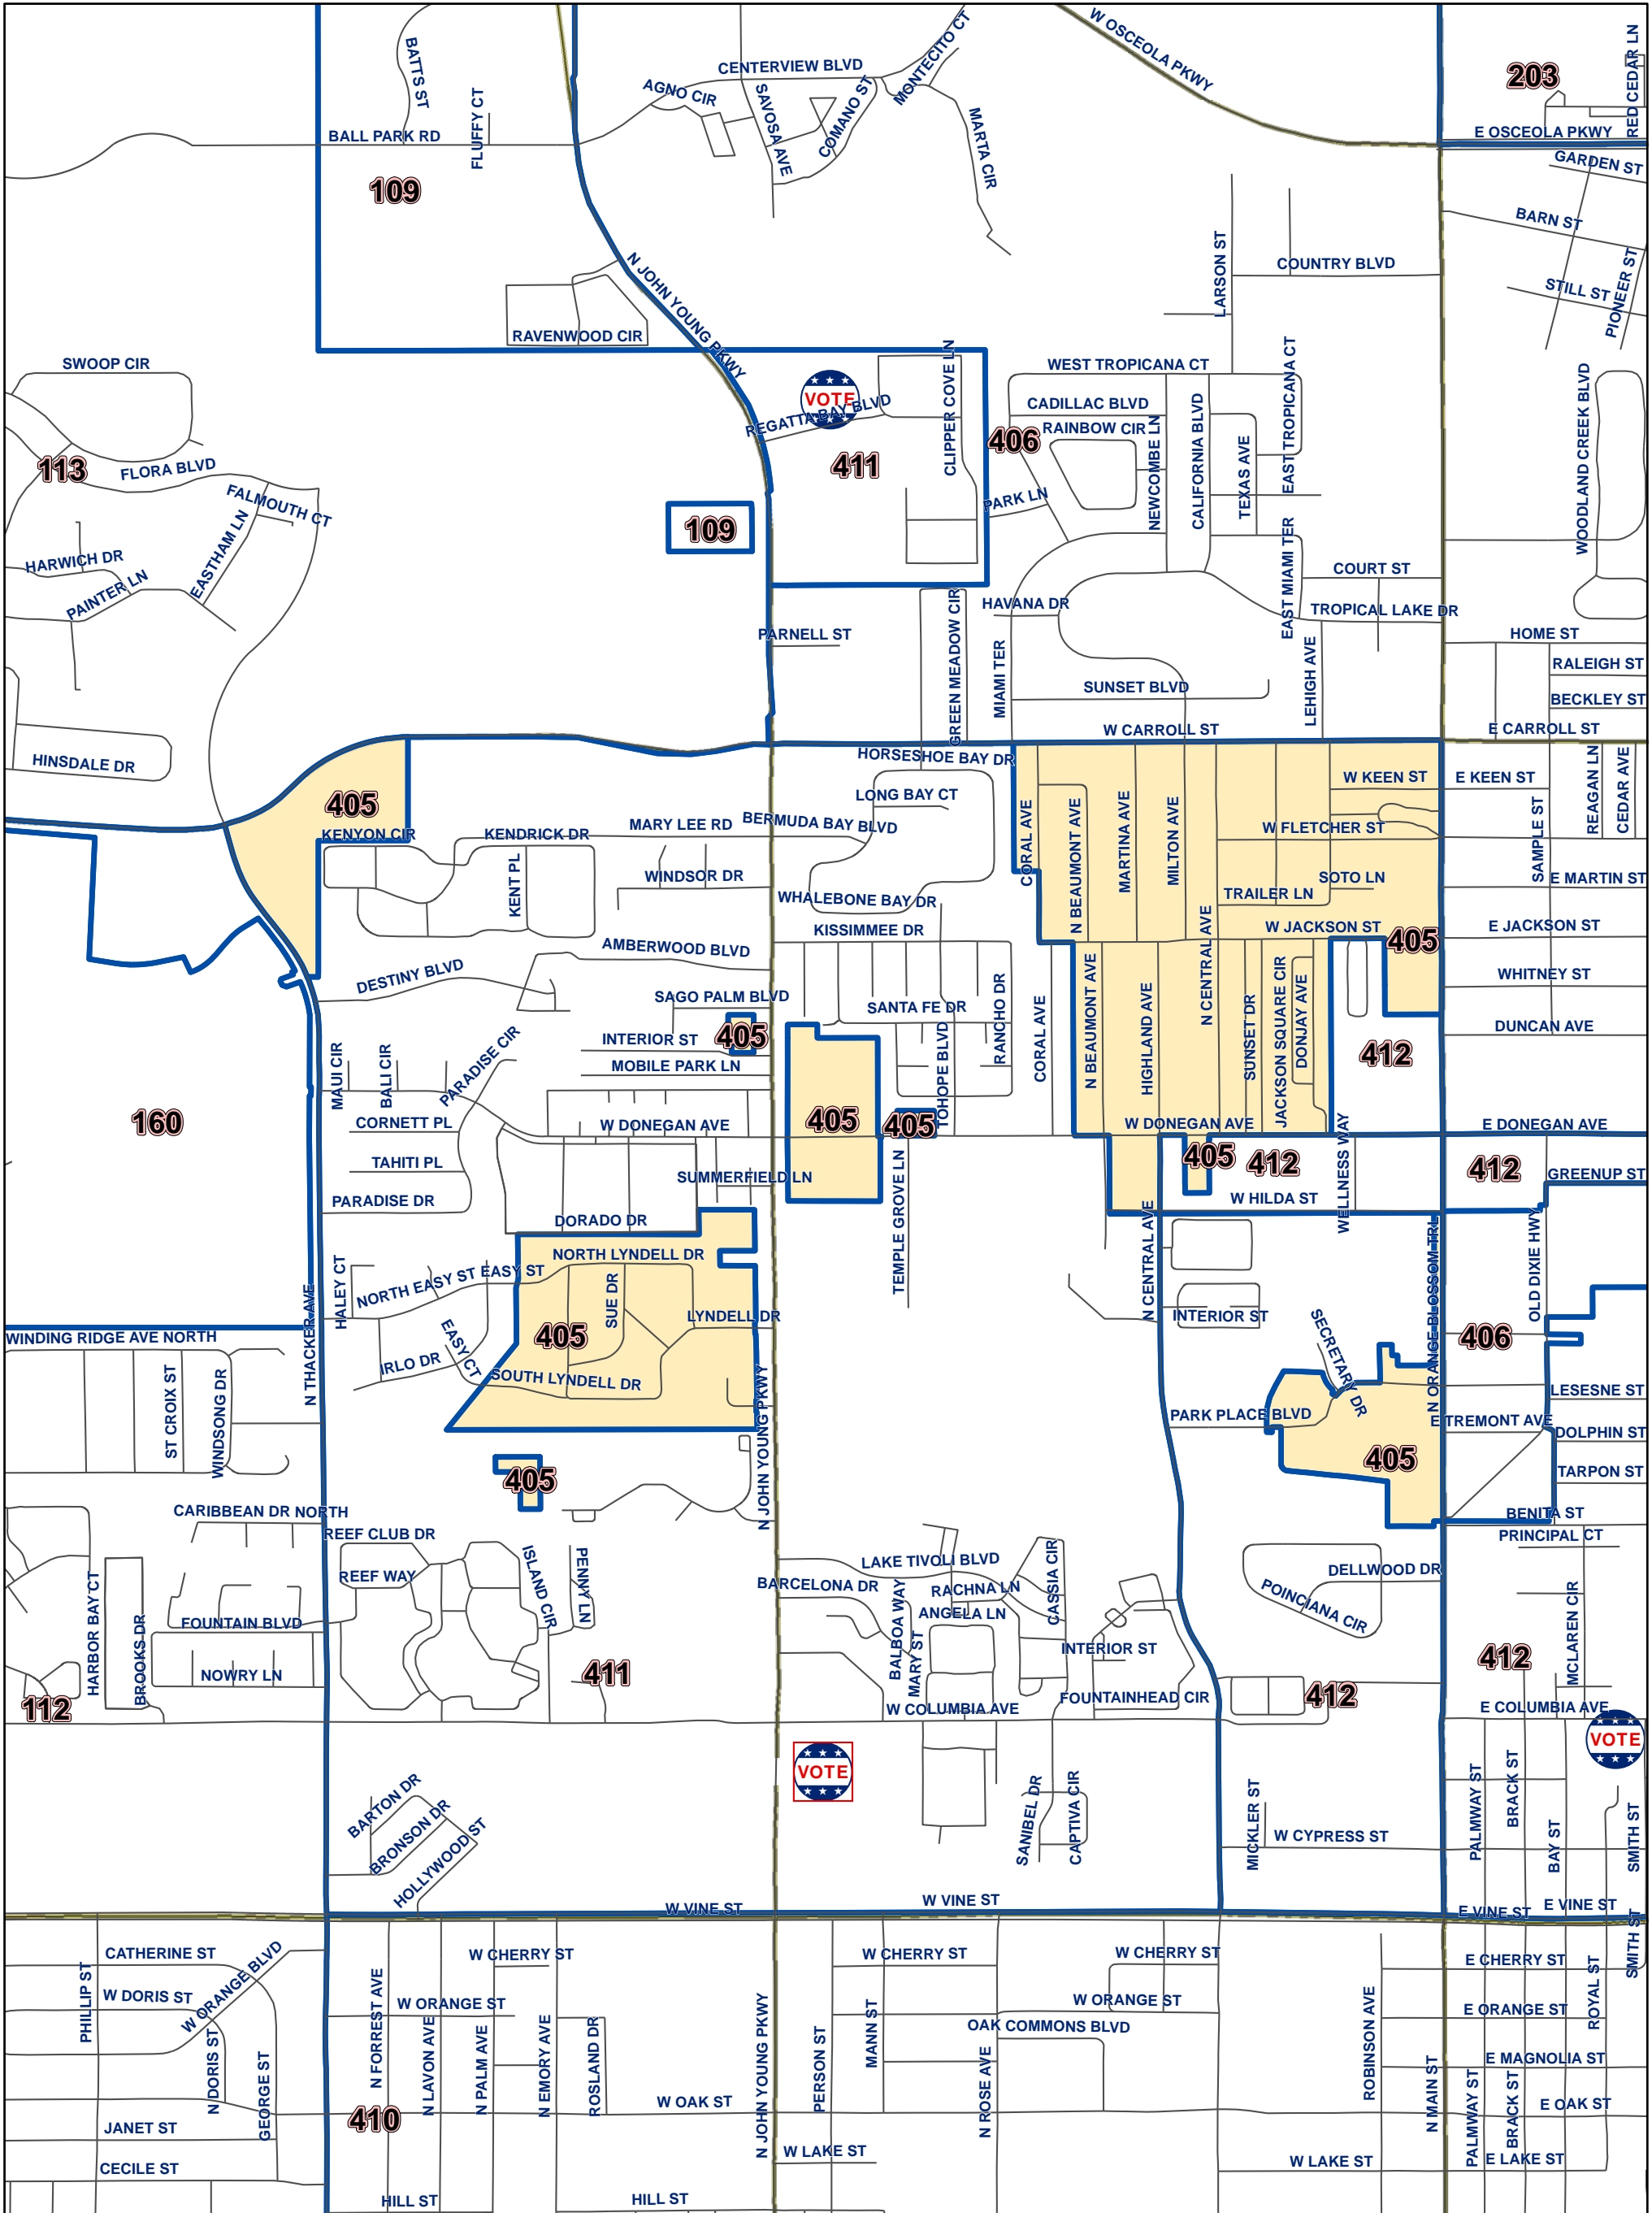 W OSCEOLA PKWY
BATTS ST
MONTECITO CT
RED CEDAR LN
203
CENTERVIEW BLVD
AGNO CIR
SAVOSA AVE
COMANO ST
FLUFFY CT
BALL PARK RD
E OSCEOLA PKWY
MARTA CIR
GARDEN ST
109
BARN ST
LARSON ST
COUNTRY BLVD
N JOHN YOUNG PKWY
PIONEER ST
STILL ST
RAVENWOOD CIR
SWOOP CIR
CLIPPER COVE LN
WEST TROPICANA CT
EAST TROPICANA CT
VOTE
REGATTA BAY BLVD
CADILLAC BLVD
RAINBOW CIR
406
NEWCOMBE LN
CALIFORNIA BLVD
TEXAS AVE
WOODLAND CREEK BLVD
113
FLORA BLVD
411
FALMOUTH CT
PARK LN
109
EASTHAM LN
HARWICH DR
PAINTER LN
EAST MIAMI TER
COURT ST
HAVANA DR
TROPICAL LAKE DR
PARNELL ST
GREEN MEADOW CIR
MIAMI TER
LEHIGH AVE
HOME ST
RALEIGH ST
SUNSET BLVD
BECKLEY ST
W CARROLL ST
E CARROLL ST
HINSDALE DR
HORSESHOE BAY DR
W KEEN ST
E KEEN ST
REAGAN LN
CEDAR AVE
405
LONG BAY CT
KENYON CIR
KENDRICK DR
MARY LEE RD
BERMUDA BAY BLVD
CORAL AVE
N BEAUMONT AVE
MARTINA AVE
MILTON AVE
W FLETCHER ST
SAMPLE ST
KENT PL
WINDSOR DR
WHALEBONE BAY DR
SOTO LN
TRAILER LN
E MARTIN ST
KISSIMMEE DR
N CENTRAL AVE
W JACKSON ST
405
E JACKSON ST
AMBERWOOD BLVD
DESTINY BLVD
WHITNEY ST
SAGO PALM BLVD
SANTA FE DR
RANCHO DR
CORAL AVE
N BEAUMONT AVE
HIGHLAND AVE
SUNSET DR
JACKSON SQUARE CIR
DONJAY AVE
405
INTERIOR ST
DUNCAN AVE
412
MAUI CIR
BALI CIR
PARADISE CIR
MOBILE PARK LN
TOHOPE BLVD
160
CORNETT PL
W DONEGAN AVE
405
405
W DONEGAN AVE
E DONEGAN AVE
WELLNESS WAY
TAHITI PL
SUMMERFIELD LN
TEMPLE GROVE LN
405
412
412
GREENUP ST
PARADISE DR
W HILDA ST
DORADO DR
N CENTRAL AVE
N ORANGE BLOSSOM TRL
OLD DIXIE HWY
NORTH LYNDELL DR
NORTH EASY ST
EASY ST
N THACKER AVE
HALEY CT
SUE DR
LYNDELL DR
INTERIOR ST
SECRETARY DR
WINDING RIDGE AVE NORTH
405
406
EASY CT
IRLO DR
SOUTH LYNDELL DR
ST CROIX ST
WINDSONG DR
N JOHN YOUNG PKWY
PARK PLACE BLVD
LESESNE ST
E TREMONT AVE
DOLPHIN ST
405
405
TARPON ST
CARIBBEAN DR NORTH
BENITA ST
REEF CLUB DR
PRINCIPAL CT
ISLAND CIR
PENNY LN
LAKE TIVOLI BLVD
CASSIA CIR
DELLWOOD DR
REEF WAY
BARCELONA DR
RACHNA LN
POINCIANA CIR
HARBOR BAY CT
BROOKS DR
FOUNTAIN BLVD
BALBOA WAY
MARY ST
ANGELA LN
MCLAREN CIR
NOWRY LN
411
INTERIOR ST
412
112
FOUNTAINHEAD CIR
412
W COLUMBIA AVE
E COLUMBIA AVE
VOTE
VOTE
BARTON DR
BRONSON DR
HOLLYWOOD ST
SANIBEL DR
CAPTIVA CIR
MICKLER ST
W CYPRESS ST
PALMWAY ST
BRACK ST
BAY ST
SMITH ST
W VINE ST
W VINE ST
E VINE ST
E VINE ST
SMITH ST
CATHERINE ST
W CHERRY ST
W CHERRY ST
W CHERRY ST
E CHERRY ST
PHILLIP ST
W DORIS ST
W ORANGE BLVD
N FORREST AVE
W ORANGE ST
W ORANGE ST
E ORANGE ST
ROYAL ST
N DORIS ST
GEORGE ST
N LAVON AVE
N PALM AVE
N EMORY AVE
ROSLAND DR
N JOHN YOUNG PKWY
PERSON ST
MANN ST
OAK COMMONS BLVD
N ROSE AVE
ROBINSON AVE
N MAIN ST
PALMWAY ST
BRACK ST
E MAGNOLIA ST
W OAK ST
E OAK ST
410
JANET ST
W LAKE ST
W LAKE ST
E LAKE ST
CECILE ST
HILL ST
HILL ST